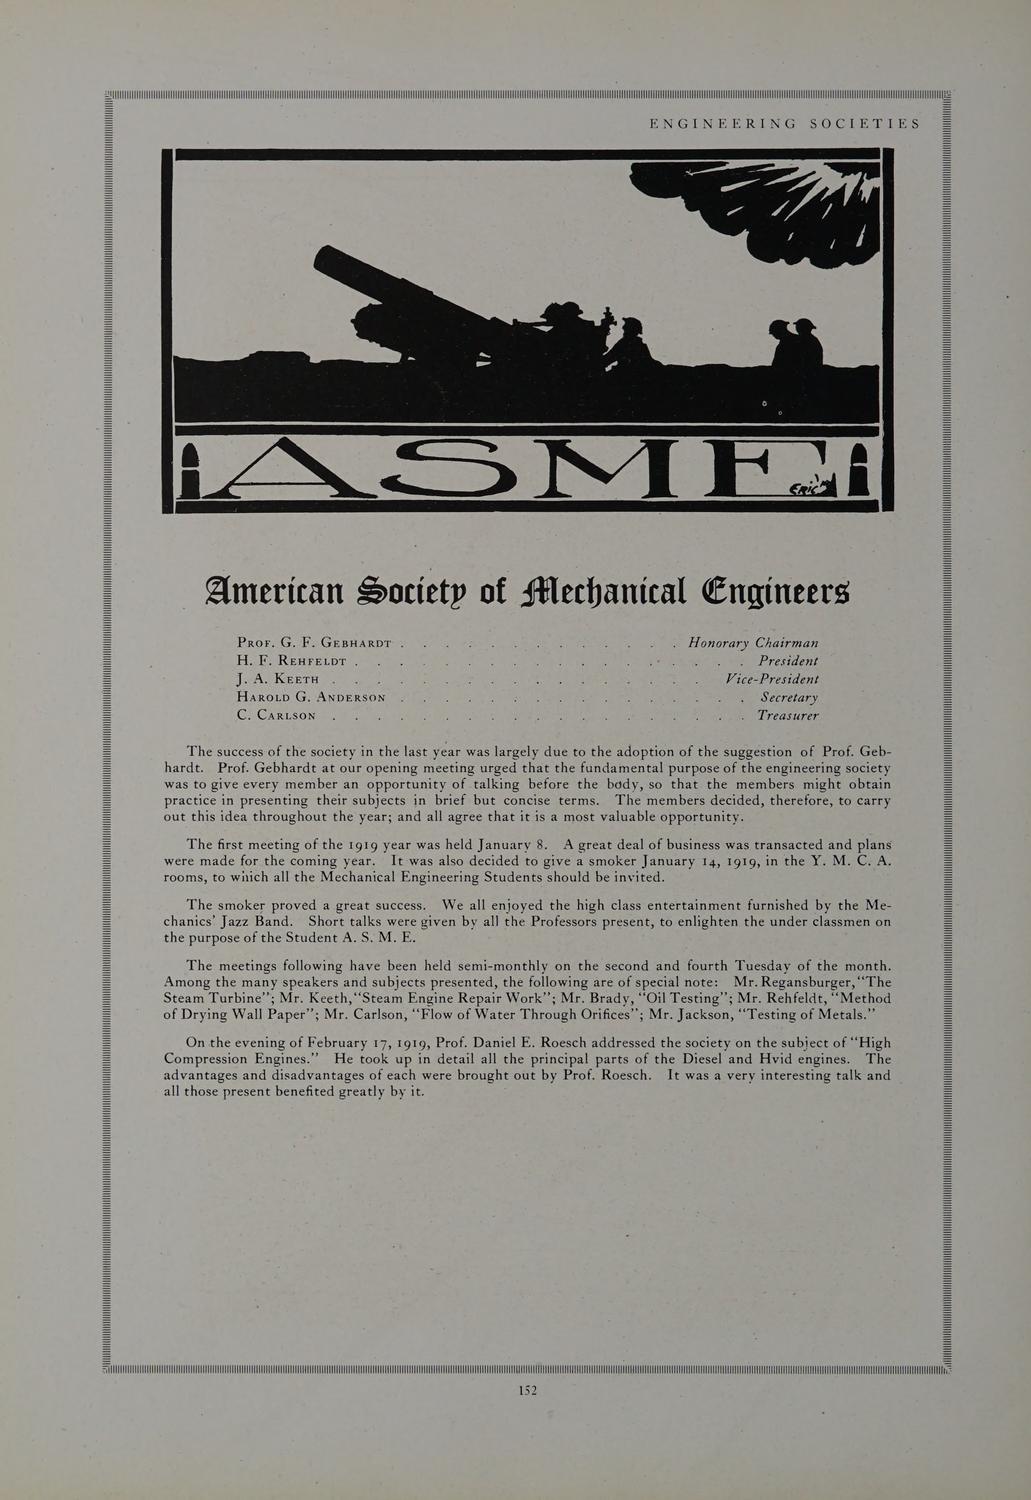 ENGINEERING SOCIETIES
ASME
ERIC
American Society of Mechanical Engineers
PROF. G. F. GEBHARDT . . . . . . . . . . . . . Honorary Chairman
H. F. REHFELDT . . . . . . . . . . . . . . . . . . President
J. A. KEETH . . . . . . . . . . . . . . . . . Vice-President
HAROLD G. ANDERSON . . . . . . . . . . . . . . . . Secretary
C. CARLSON . . . . . . . . . . . . . . . . . . . Treasurer
The success of the society in the last year was largely due to the adoption of the suggestion of Prof. Geb-
hardt. Prof. Gebhardt at our opening meeting urged that the fundamental purpose of the engineering society
was to give every member an opportunity of talking before the body, so that the members might obtain
practice in presenting their subjects in brief but concise terms. The members decided, therefore, to carry
out this idea throughout the year; and all agree that it is a most valuable opportunity.
The first meeting of the 1919 year was held January 8. A great deal of business was transacted and plans
were made for the coming year. It was also decided to give a smoker January 14, 1919, in the Y. M. C. A.
rooms, to which all the Mechanical Engineering Students should be invited.
The smoker proved a great success. We all enjoyed the high class entertainment furnished by the Me-
chanics' Jazz Band. Short talks were given by all the Professors present, to enlighten the under classmen on
the purpose of the Student A. S. M. E.
The meetings following have been held semi-monthly on the second and fourth Tuesday of the month.
Among the many speakers and subjects presented, the following are of special note: Mr. Regansburger, "The
Steam Turbine"; Mr. Keeth, "Steam Engine Repair Work"; Mr. Brady, "Oil Testing"; Mr. Rehfeldt, "Method
of Drying Wall Paper"; Mr. Carlson, "Flow of Water Through Orifices"; Mr. Jackson, "Testing of Metals."
On the evening of February 17, 1919, Prof. Daniel E. Roesch addressed the society on the subject of "High
Compression Engines." He took up in detail all the principal parts of the Diesel and Hvid engines. The
advantages and disadvantages of each were brought out by Prof. Roesch. It was a very interesting talk and
all those present benefited greatly by it.
152